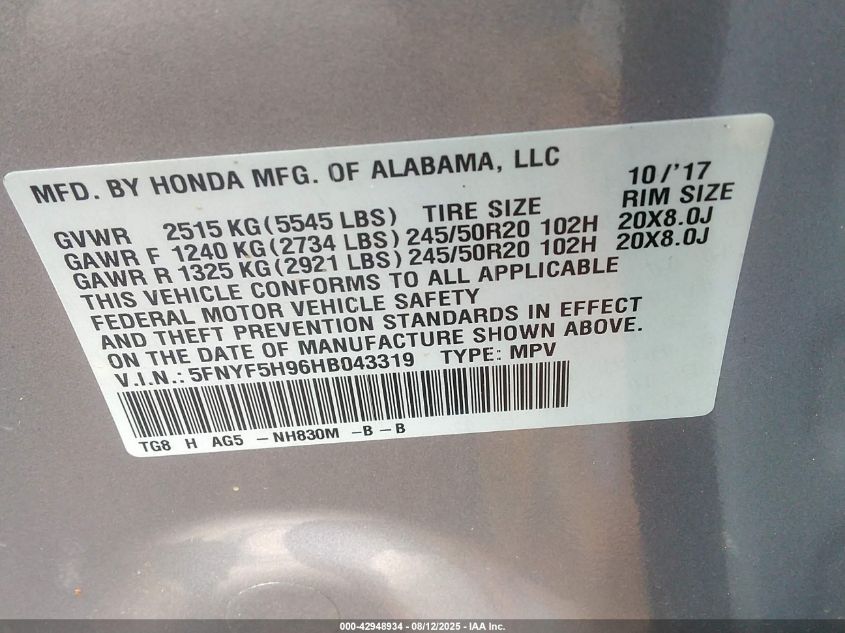 MFD. BY HONDA MFG. OF ALABAMA, LLC 10/'17
GVWR 2515 KG (5545 LBS) TIRE SIZE RIM SIZE
GAWR F 1240 KG (2734 LBS) 245/50R20 102H 20X8.0J
GAWR R 1325 KG (2921 LBS) 245/50R20 102H 20X8.0J
THIS VEHICLE CONFORMS TO ALL APPLICABLE
FEDERAL MOTOR VEHICLE SAFETY
AND THEFT PREVENTION STANDARDS IN EFFECT
ON THE DATE OF MANUFACTURE SHOWN ABOVE.
V.I.N.: 5FNYF5H96HB043319 TYPE: MPV
TG8 H AG5 -NH830M -B-B
000-42948934 - 08/12/2025 - IAA Inc.